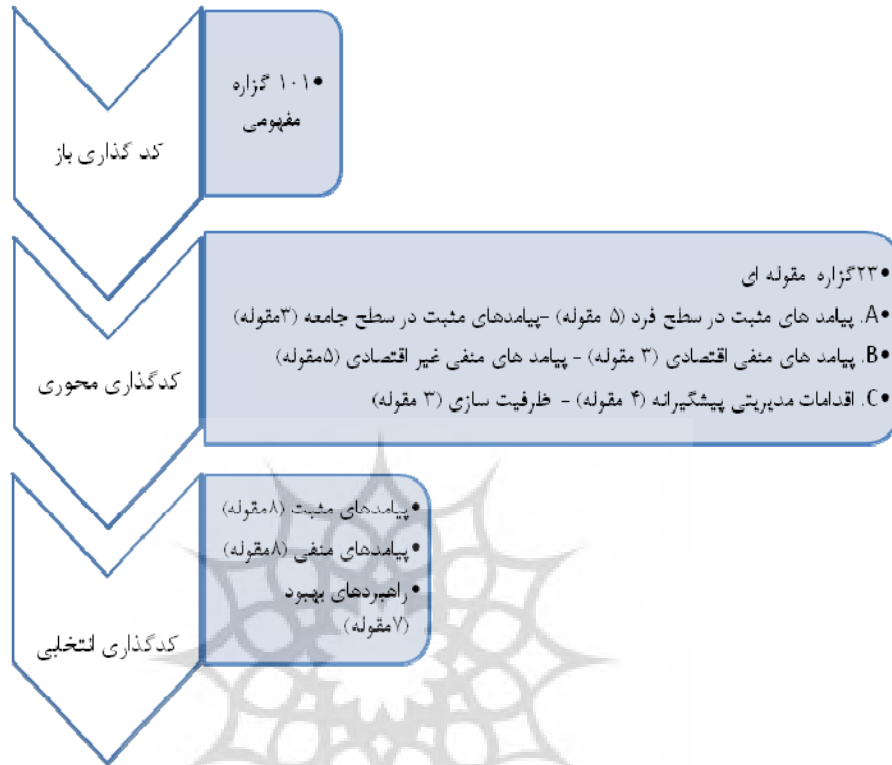 •۱۰۱ گزاره
مفهومی
کد گذاری باز
•۲۳گزاره مقوله ای
•A. پیامد های مثبت در سطح فرد (۵ مقوله) -پیامدهای مثبت در سطح جامعه (۳مقوله)
•B. پیامد های منفی اقتصادی (۳ مقوله) - پیامد های منفی غیر اقتصادی (۵مقوله)
•C. اقدامات مدیریتی پیشگیرانه (۴ مقوله) - ظرفیت سازی (۳ مقوله)
کدگذاری محوری
•پیامدهای مثبت (۸مقوله)
•پیامدهای منفی (۸مقوله)
•راهبردهای بهبود
(۷مقوله)
کدگذاری انتخابی